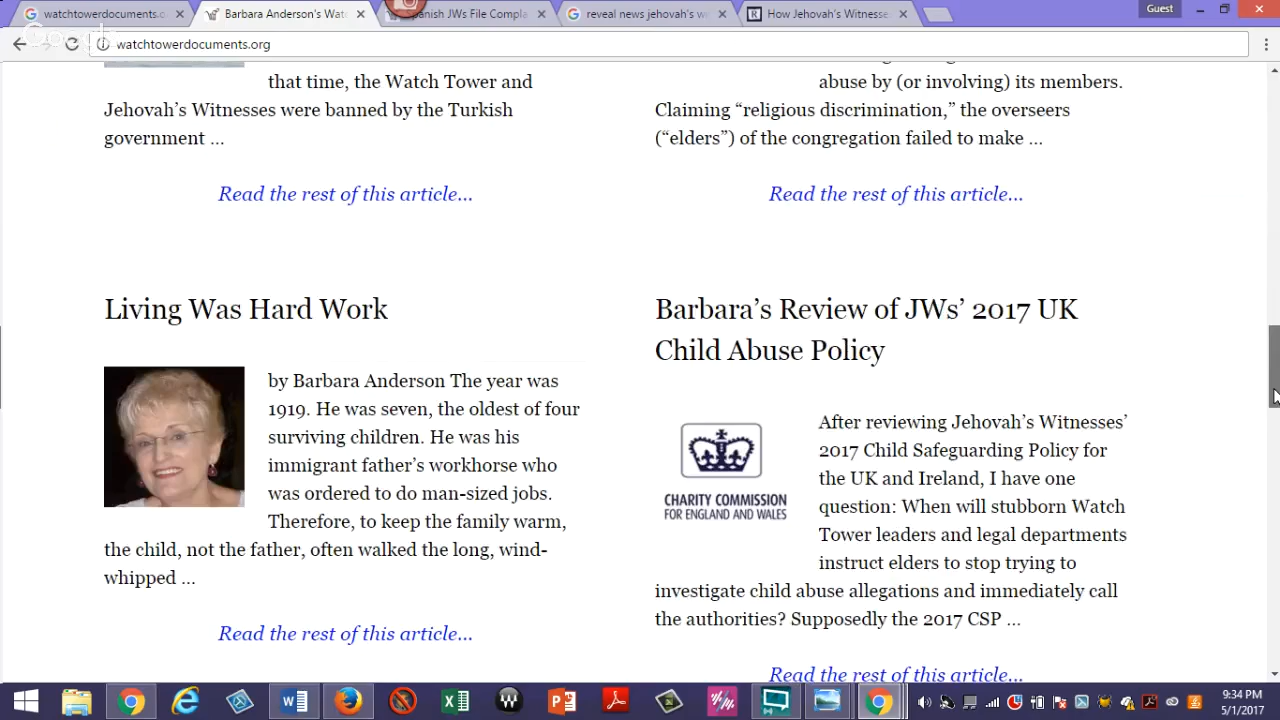 watchtowerdocuments.o
Barbara Anderson's Wat
panish JWs File Compla
reveal news jehovah's w
How Jehovah's Witnesse
Guest
Google
watchtowerdocuments.org
that time, the Watch Tower and
Jehovah's Witnesses were banned by the Turkish
government ...
Read the rest of this article...
abuse by (or involving) its members.
Claiming “religious discrimination,” the overseers
(“elders”) of the congregation failed to make ...
Read the rest of this article...
Living Was Hard Work
by Barbara Anderson The year was
1919. He was seven, the oldest of four
surviving children. He was his
immigrant father's workhorse who
was ordered to do man-sized jobs.
Therefore, to keep the family warm,
the child, not the father, often walked the long, wind-
whipped ...
Read the rest of this article...
Barbara's Review of JWs' 2017 UK
Child Abuse Policy
CHARITY COMMISSION
FOR ENGLAND AND WALES
After reviewing Jehovah's Witnesses'
2017 Child Safeguarding Policy for
the UK and Ireland, I have one
question: When will stubborn Watch
Tower leaders and legal departments
instruct elders to stop trying to
investigate child abuse allegations and immediately call
the authorities? Supposedly the 2017 CSP ...
Read the rest of this article...
9:34 PM
5/1/2017